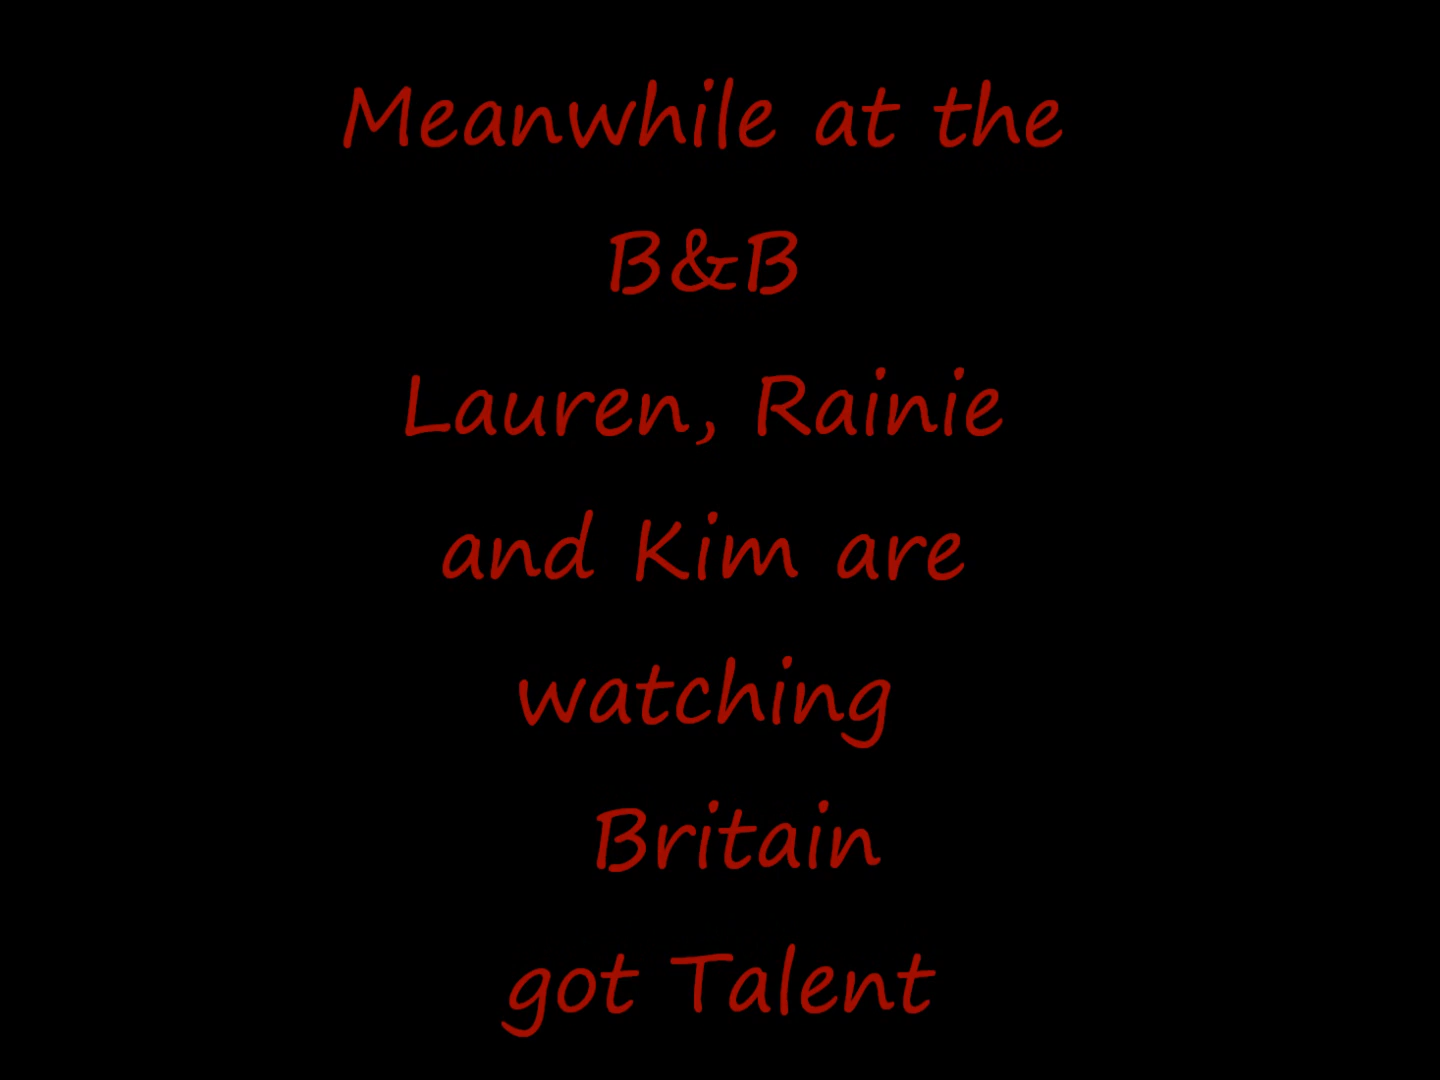 Meanwhile at the
B&B
Lauren, Rainie
and Kim are
watching
Britain
got Talent